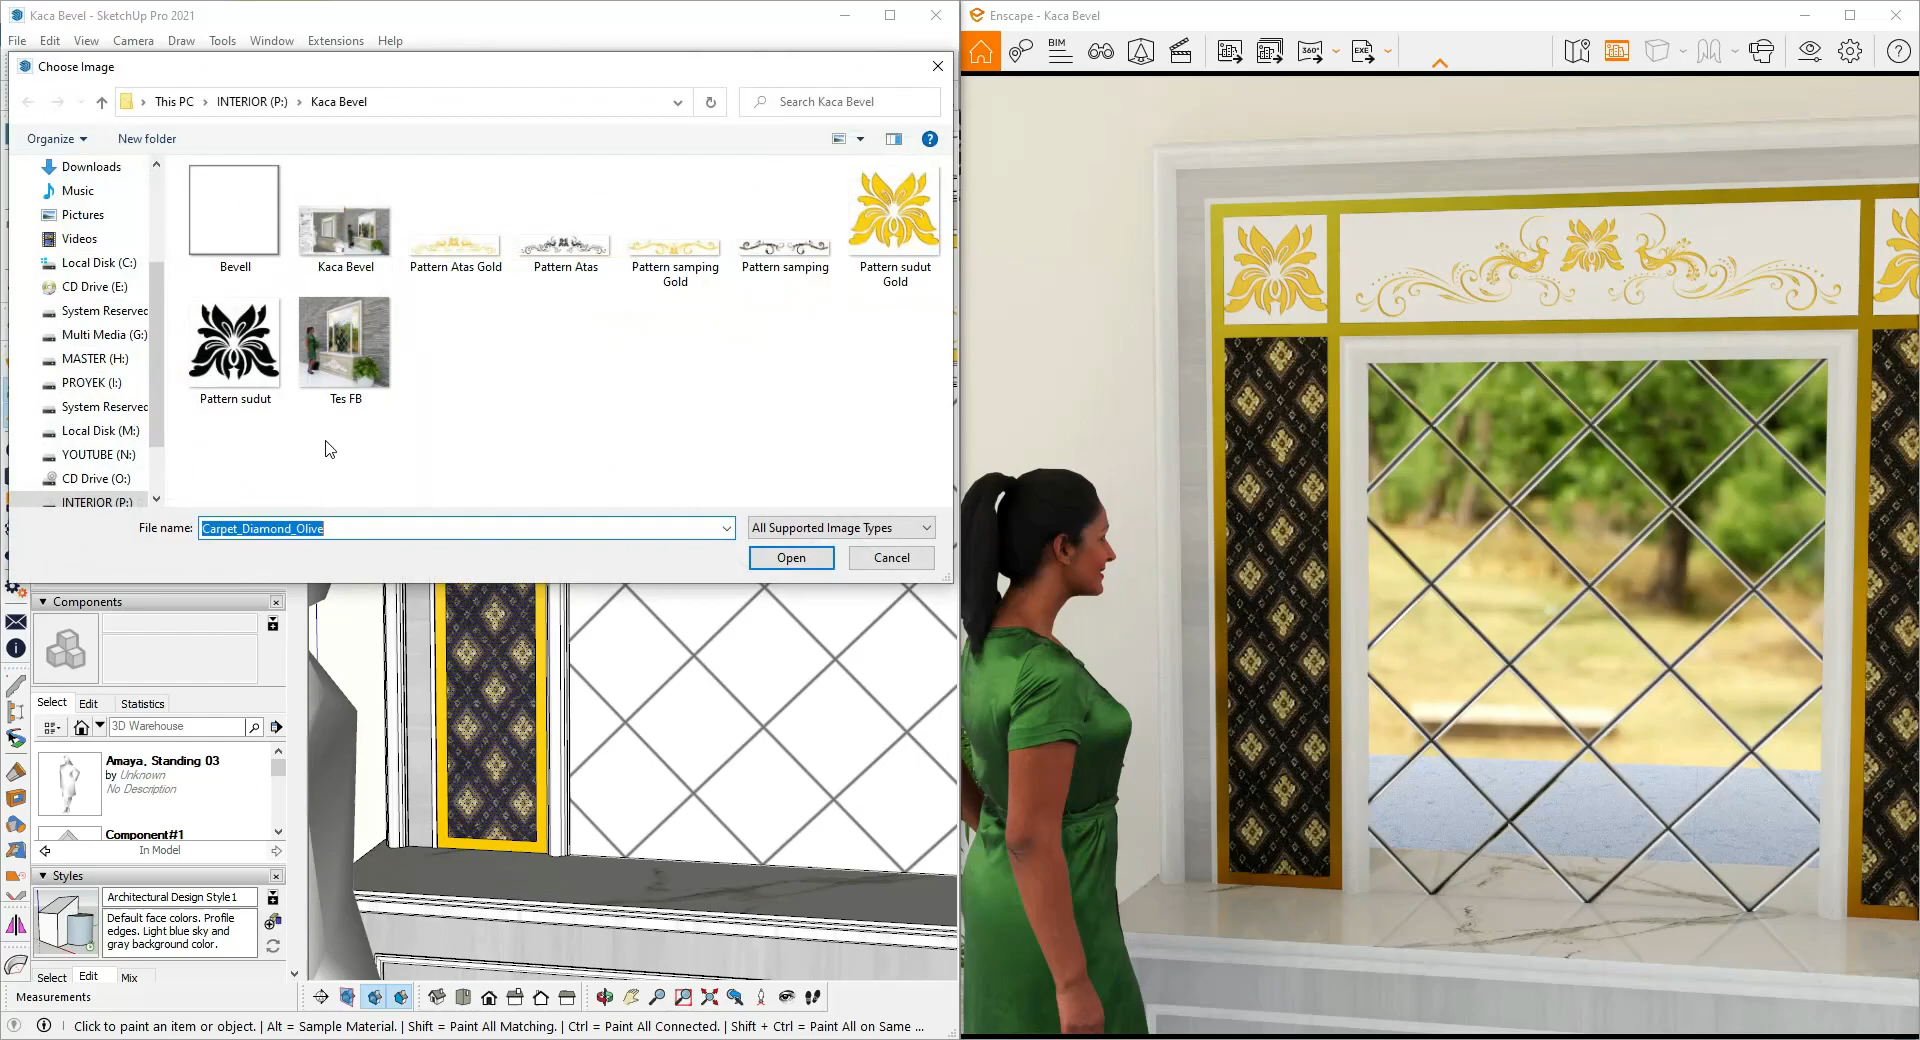 Kaca Bevel - SketchUp Pro 2021
File Edit View Camera Draw Tools Window Extensions Help
Choose Image
This PC INTERIOR (P:) Kaca Bevel
Search Kaca Bevel
Organize New folder
Downloads
Music
Pictures
Videos
Local Disk (C:)
CD Drive (E:)
System Reserved
Multi Media (G:)
MASTER (H:)
PROYEK (I:)
System Reserved
Local Disk (M:)
YOUTUBE (N:)
CD Drive (O:)
INTERIOR (P:)
Bevell
Kaca Bevel
Pattern Atas Gold
Pattern Atas
Pattern samping
Gold
Pattern samping
Pattern sudut
Gold
Pattern sudut
Tes FB
File name: Carpet_Diamond_Olive
All Supported Image Types
Open Cancel
Components
Select Edit Statistics
3D Warehouse
Amaya, Standing 03
by Unknown
No Description
Component#1
In Model
Styles
Architectural Design Style1
Default face colors. Profile
edges. Light blue sky and
gray background color.
Select Edit Mix
Measurements
Click to paint an item or object. | Alt = Sample Material. | Shift = Paint All Matching. | Ctrl = Paint All Connected. | Shift + Ctrl = Paint All on Same ...
Enscape - Kaca Bevel
BIM
360°
EXE